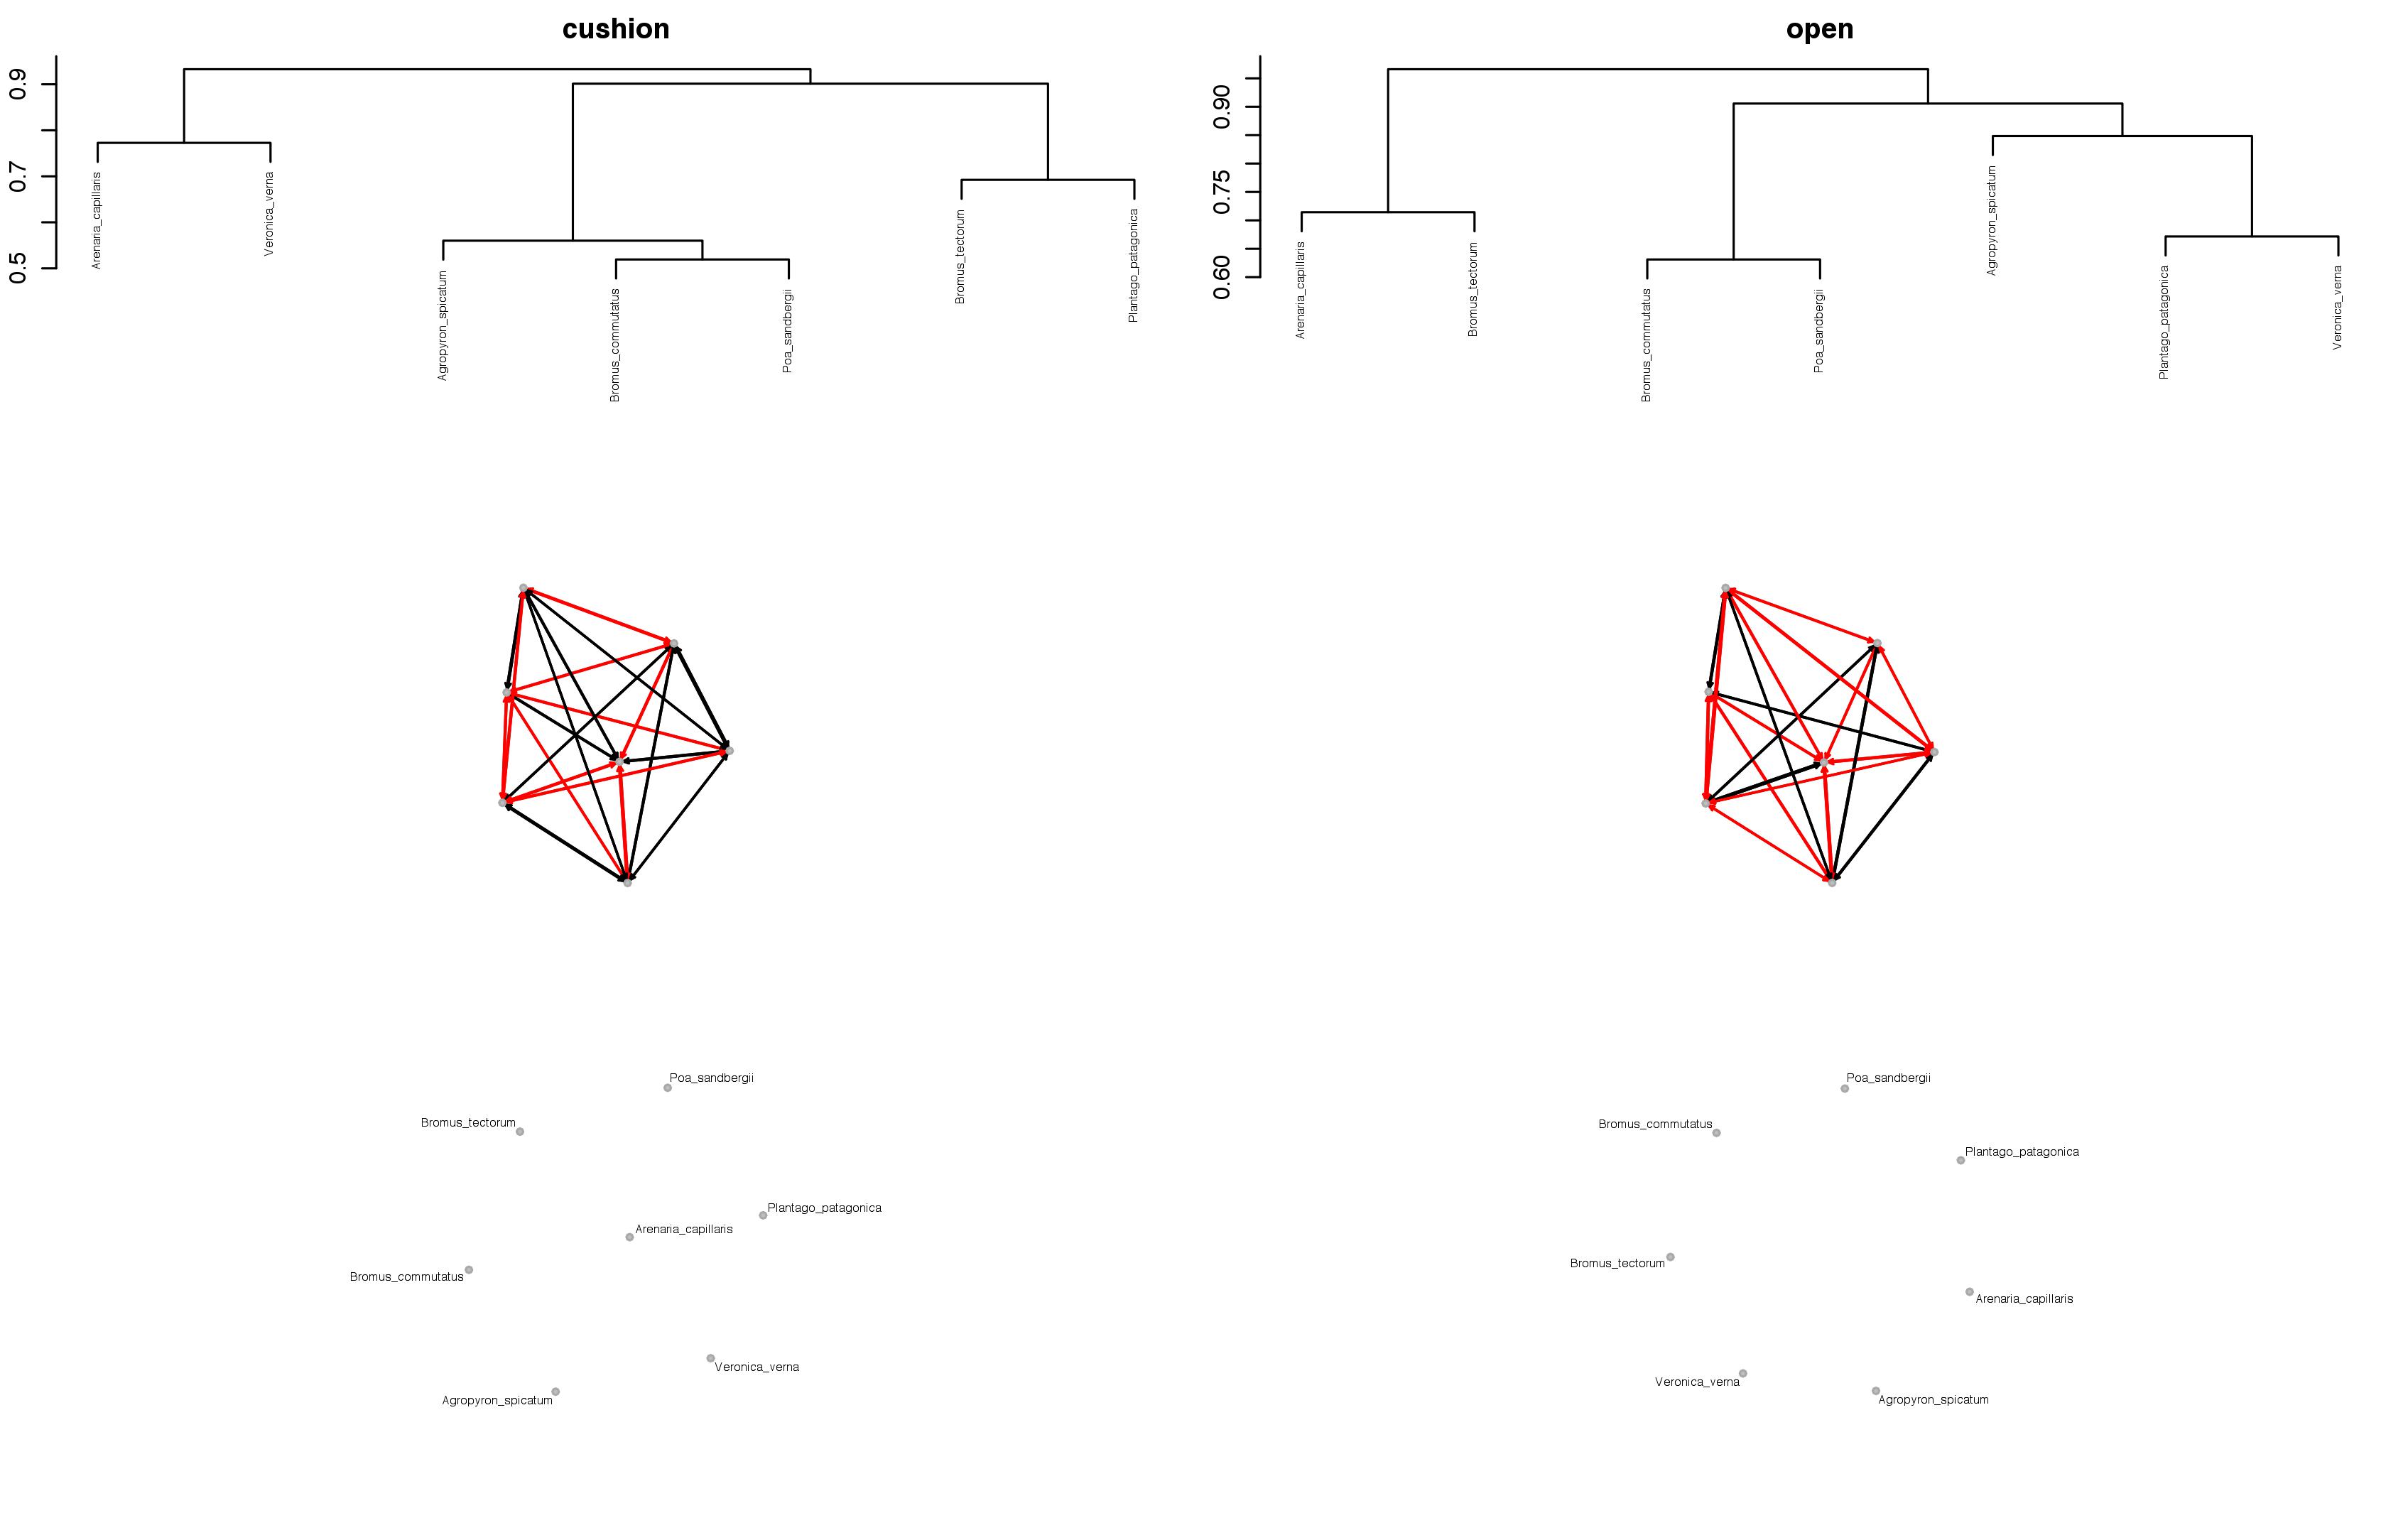 cushion
0.9
0.7
0.5
Arenaria_capillaris
Veronica_verna
Agropyron_spicatum
Bromus_commutatus
Poa_sandbergii
Bromus_tectorum
Plantago_patagonica
open
0.90
0.75
0.60
Arenaria_capillaris
Bromus_tectorum
Bromus_commutatus
Poa_sandbergii
Agropyron_spicatum
Plantago_patagonica
Veronica_verna
Poa_sandbergii
Bromus_tectorum
Plantago_patagonica
Arenaria_capillaris
Bromus_commutatus
Veronica_verna
Agropyron_spicatum
Poa_sandbergii
Bromus_commutatus
Plantago_patagonica
Bromus_tectorum
Arenaria_capillaris
Veronica_verna
Agropyron_spicatum